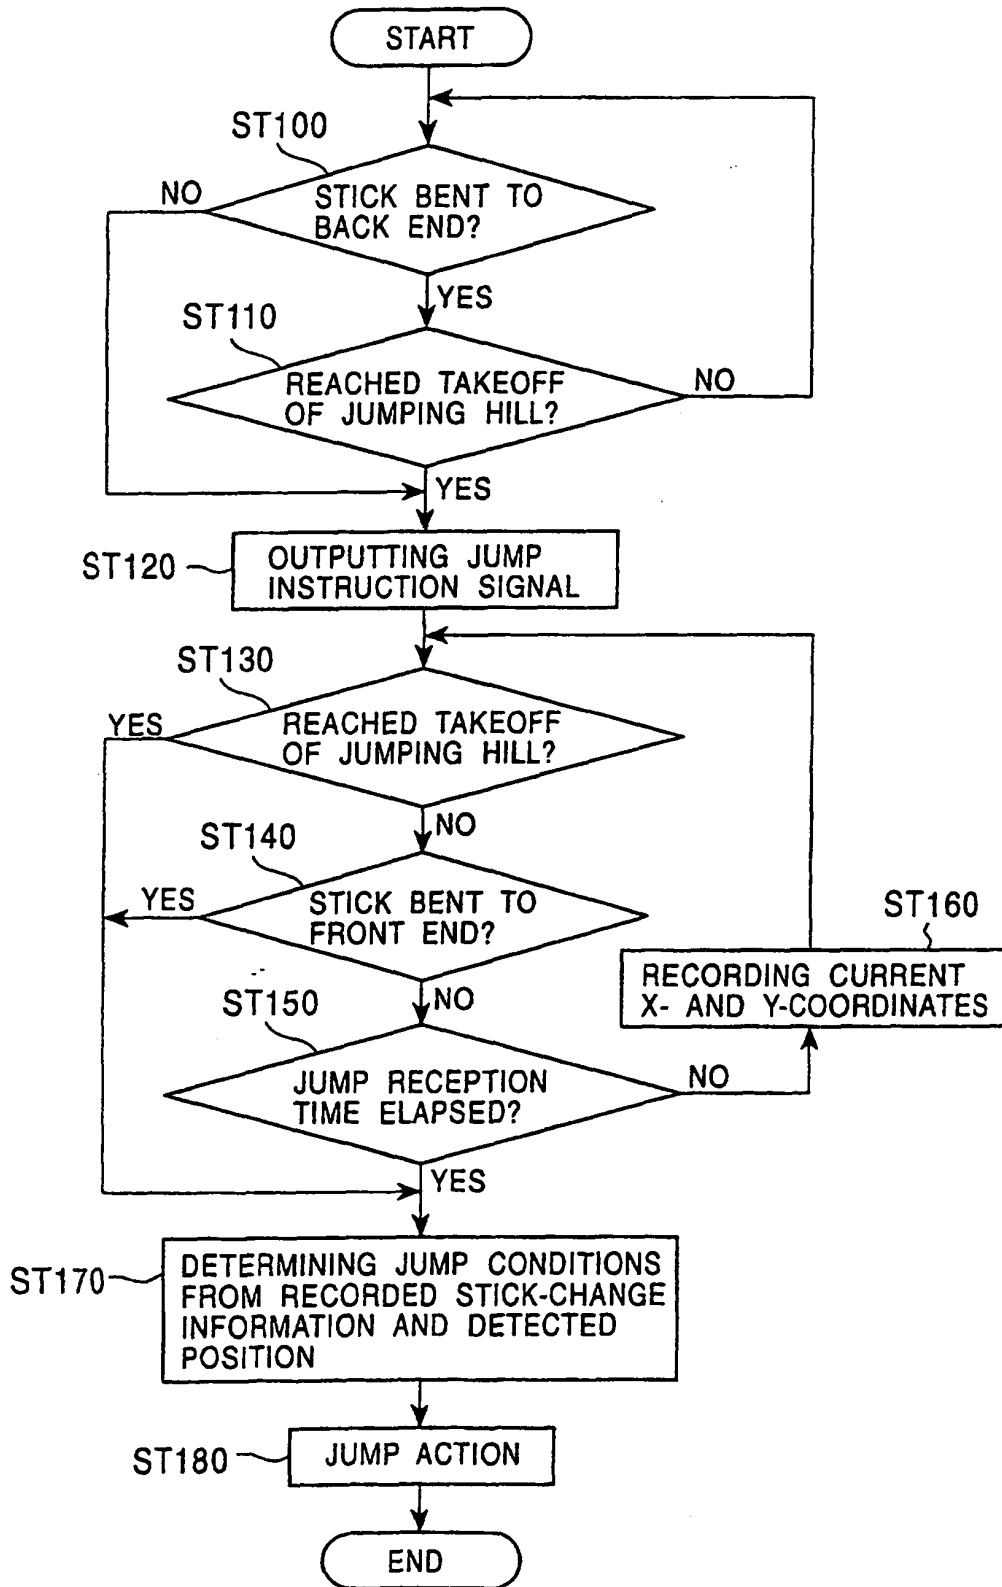 START
ST100
NO
STICK BENT TO
BACK END?
YES
ST110
REACHED TAKEOFF
OF JUMPING HILL?
NO
YES
ST120
OUTPUTTING JUMP
INSTRUCTION SIGNAL
ST130
YES
REACHED TAKEOFF
OF JUMPING HILL?
NO
ST140
YES
STICK BENT TO
FRONT END?
ST160
RECORDING CURRENT
X- AND Y-COORDINATES
NO
ST150
JUMP RECEPTION
TIME ELAPSED?
NO
YES
ST170
DETERMINING JUMP CONDITIONS
FROM RECORDED STICK-CHANGE
INFORMATION AND DETECTED
POSITION
ST180
JUMP ACTION
END